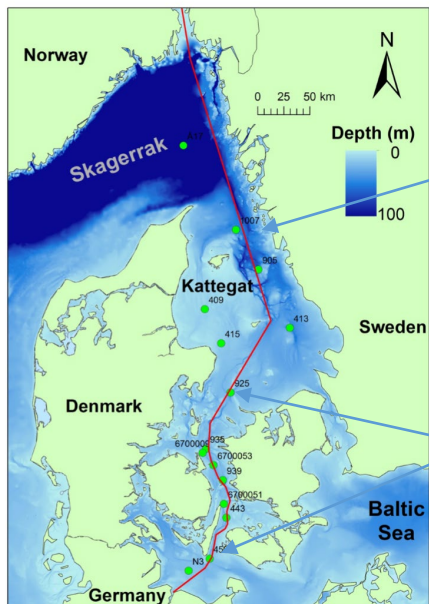 Norway
N
0 25 50 km
Depth (m)
0
100
Skagerrak
A17
1007
905
Kattegat
409
413
Sweden
415
925
Denmark
935
6700053
939
6700051
443
Baltic
Sea
N3
Germany